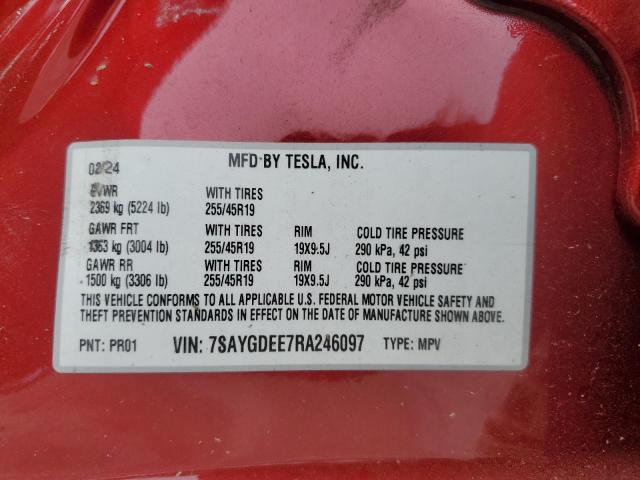 02/24 MFD BY TESLA, INC.
GVWR WITH TIRES
2369 kg (5224 lb) 255/45R19
GAWR FRT WITH TIRES RIM COLD TIRE PRESSURE
1363 kg (3004 lb) 255/45R19 19X9.5J 290 kPa, 42 psi
GAWR RR WITH TIRES RIM COLD TIRE PRESSURE
1500 kg (3306 lb) 255/45R19 19X9.5J 290 kPa, 42 psi
THIS VEHICLE CONFORMS TO ALL APPLICABLE U.S. FEDERAL MOTOR VEHICLE SAFETY AND
THEFT PREVENTION STANDARDS IN EFFECT ON THE DATE OF MANUFACTURE SHOWN ABOVE.
PNT: PR01 VIN: 7SAYGDEE7RA246097 TYPE: MPV